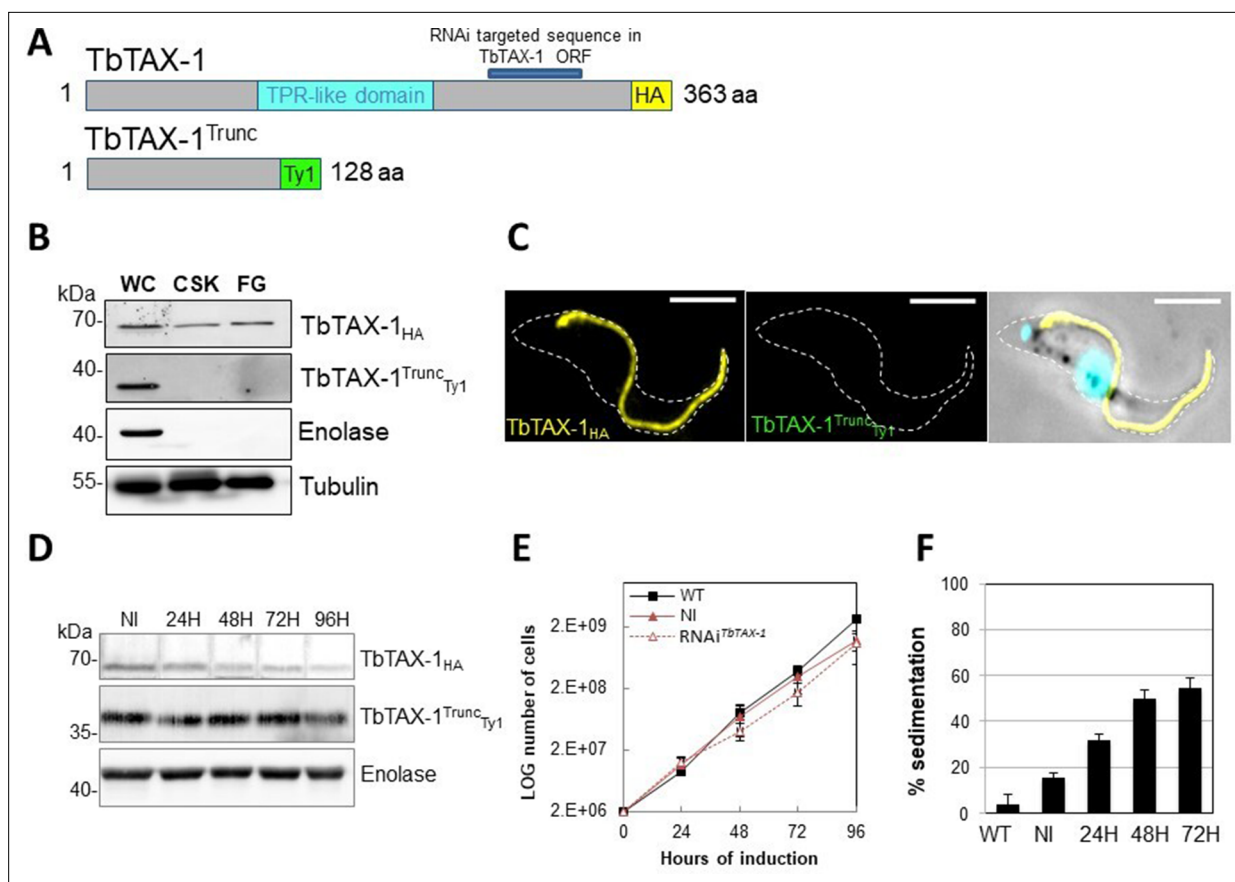 A
RNAi targeted sequence in
TbTAX-1 ORF
TbTAX-1
1 TPR-like domain HA 363 aa
TbTAX-1Trunc
1 Ty1 128 aa
B
WC CSK FG
kDa
70- TbTAX-1HA
40- TbTAX-1TruncTy1
40- Enolase
55- Tubulin
C
TbTAX-1HA
TbTAX-1TruncTy1
D
NI 24H 48H 72H 96H
kDa
70- TbTAX-1HA
35- TbTAX-1TruncTy1
40- Enolase
E
LOG number of cells
2.E+09
2.E+08
2.E+07
2.E+06
WT
NI
RNAiTbTAX-1
0 24 48 72 96
Hours of induction
F
% sedimentation
100
80
60
40
20
0
WT NI 24H 48H 72H